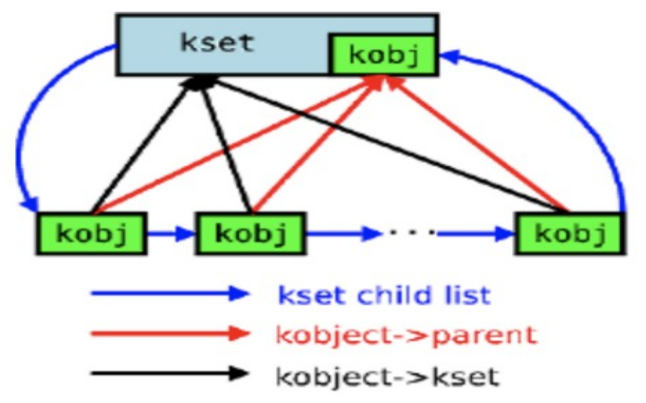 kset
kobj
kobj
kobj
...
kobj
kset child list
kobject->parent
kobject->kset